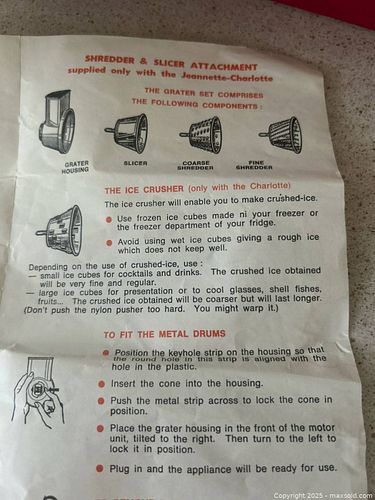 SHREDDER & SLICER ATTACHMENT
supplied only with the Jeannette-Charlotte
THE GRATER SET COMPRISES
THE FOLLOWING COMPONENTS :
GRATER
HOUSING
SLICER
COARSE
SHREDDER
FINE
SHREDDER
THE ICE CRUSHER (only with the Charlotte)
The ice crusher will enable you to make crushed-ice.
Use frozen ice cubes made ni your freezer or
the freezer department of your fridge.
Avoid using wet ice cubes giving a rough ice
which does not keep well.
Depending on the use of crushed-ice, use :
— small ice cubes for cocktails and drinks. The crushed ice obtained
will be very fine and regular.
— large ice cubes for presentation or to cool glasses, shell fishes,
fruits... The crushed ice obtained will be coarser but will last longer.
(Don't push the nylon pusher too hard. You might warp it.)
TO FIT THE METAL DRUMS
Position the keyhole strip on the housing so that
the round hole in this strip is aligned with the
hole in the plastic.
Insert the cone into the housing.
Push the metal strip across to lock the cone in
position.
Place the grater housing in the front of the motor
unit, tilted to the right. Then turn to the left to
lock it in position.
Plug in and the appliance will be ready for use.
Copyright 2025 - maxsold.com